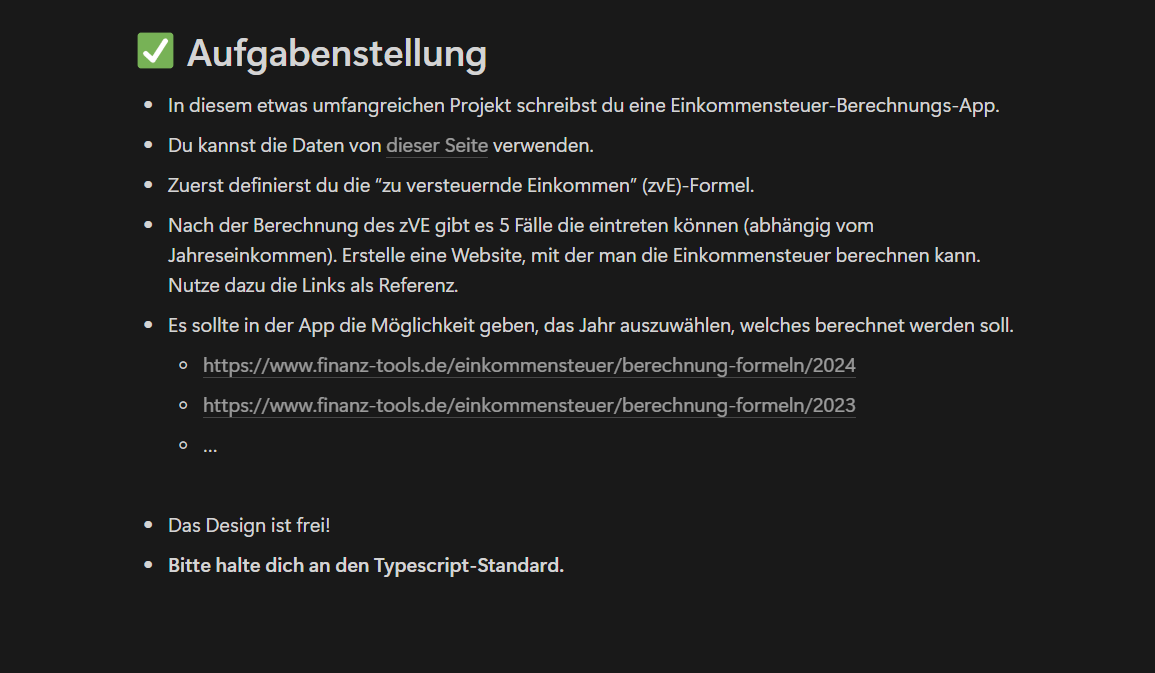 ✅ Aufgabenstellung
• In diesem etwas umfangreichen Projekt schreibst du eine Einkommensteuer-Berechnungs-App.
• Du kannst die Daten von dieser Seite verwenden.
• Zuerst definierst du die “zu versteuernde Einkommen” (zvE)-Formel.
• Nach der Berechnung des zVE gibt es 5 Fälle die eintreten können (abhängig vom
Jahreseinkommen). Erstelle eine Website, mit der man die Einkommensteuer berechnen kann.
Nutze dazu die Links als Referenz.
• Es sollte in der App die Möglichkeit geben, das Jahr auszuwählen, welches berechnet werden soll.
◦ https://www.finanz-tools.de/einkommensteuer/berechnung-formeln/2024
◦ https://www.finanz-tools.de/einkommensteuer/berechnung-formeln/2023
◦ ...
• Das Design ist frei!
• Bitte halte dich an den Typescript-Standard.